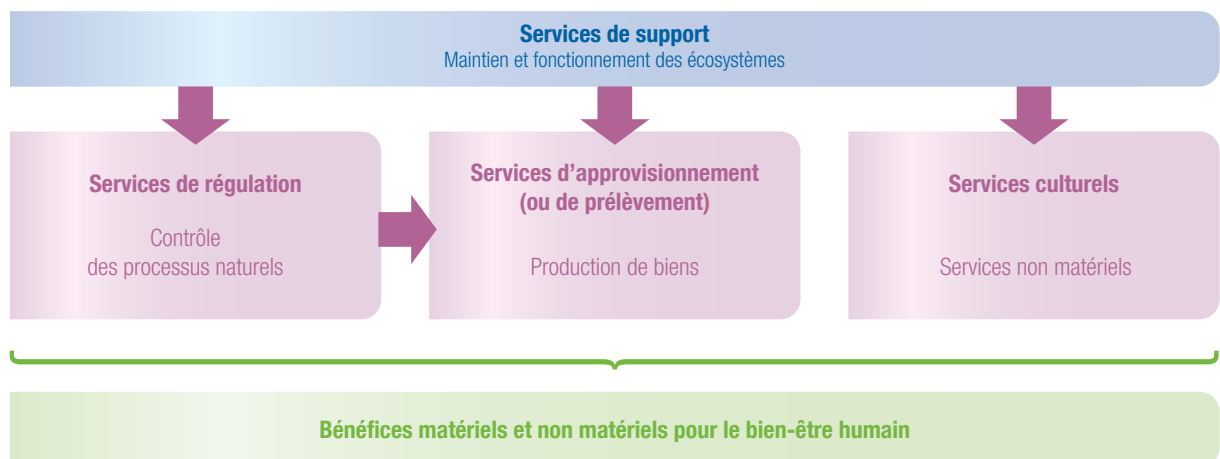 Services de support
Maintien et fonctionnement des écosystèmes
Services de régulation
Contrôle
des processus naturels
Services d’approvisionnement
(ou de prélèvement)
Production de biens
Services culturels
Services non matériels
Bénéfices matériels et non matériels pour le bien-être humain